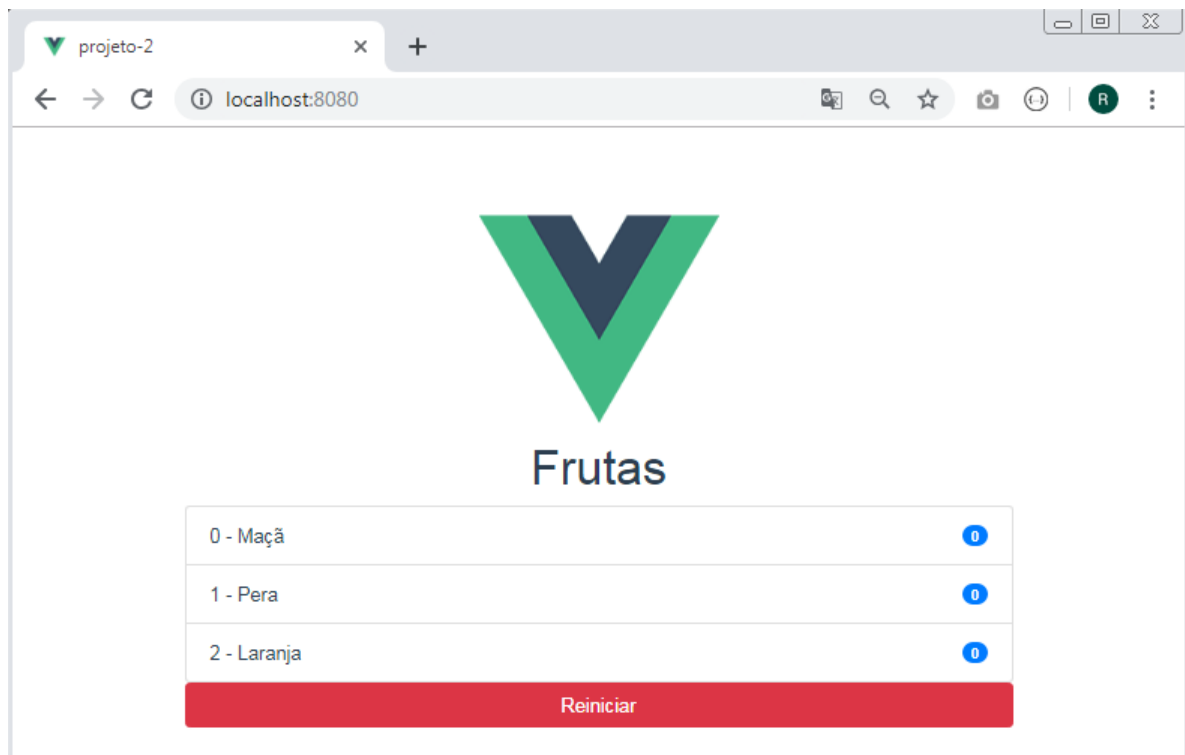 projeto-2
localhost:8080
R
Frutas
0 - Maçã 0
1 - Pera 0
2 - Laranja 0
Reiniciar